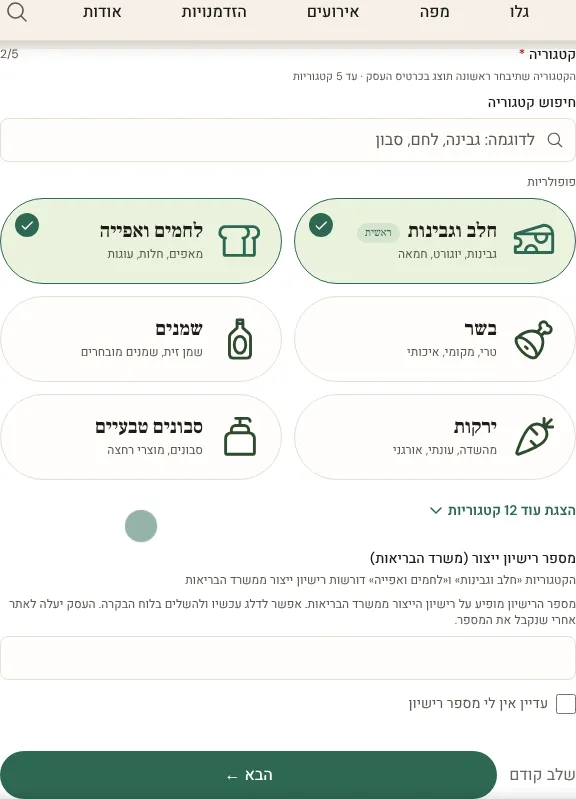 גלו
מפה
אירועים
הזדמנויות
אודות
קטגוריה *
2/5
הקטגוריה שתיבחר ראשונה תוצג בכרטיס העסק · עד 5 קטגוריות
חיפוש קטגוריה
לדוגמה: גבינה, לחם, סבון
פופולריות
חלב וגבינות
ראשית
גבינות, יוגורט, חמאה
לחמים ואפייה
מאפים, חלות, עוגות
בשר
טרי, מקומי, איכותי
שמנים
שמן זית, שמנים מובחרים
ירקות
מהשדה, עונתי, אורגני
סבונים טבעיים
סבונים, מוצרי רחצה
הצגת עוד 12 קטגוריות
מספר רישיון ייצור (משרד הבריאות)
הקטגוריות «חלב וגבינות» ו«לחמים ואפייה» דורשות רישיון ייצור ממשרד הבריאות
מספר הרישיון מופיע על רישיון הייצור ממשרד הבריאות. אפשר לדלג עכשיו ולהשלים בלוח הבקרה. העסק יעלה לאתר
אחרי שנקבל את המספר.
עדיין אין לי מספר רישיון
שלב קודם
הבא ←